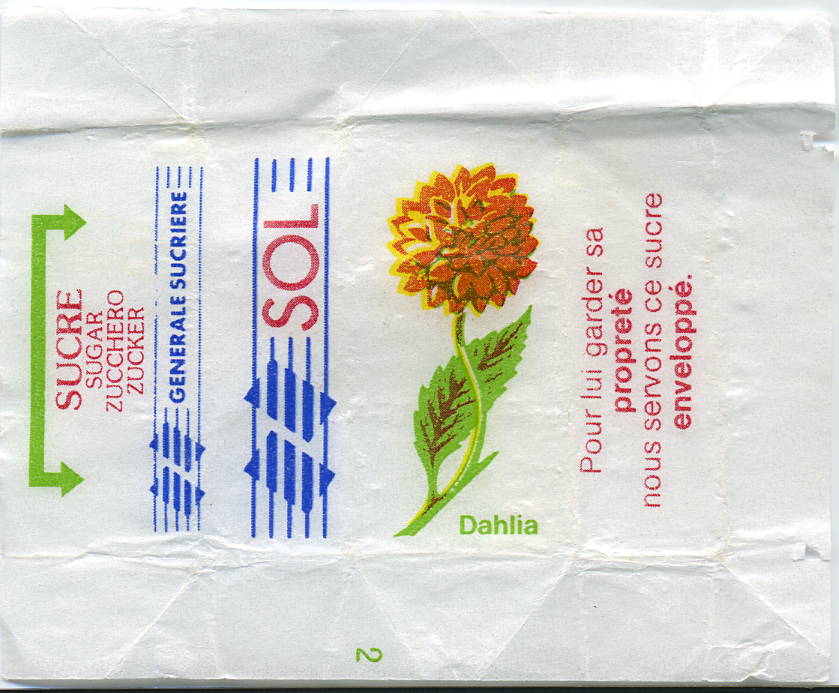 SUCRE
SUGAR
ZUCCHERO
ZUCKER
GENERALE SUCRIERE
SOL
Dahlia
Pour lui garder sa
propreté
nous servons ce sucre
enveloppé.
2